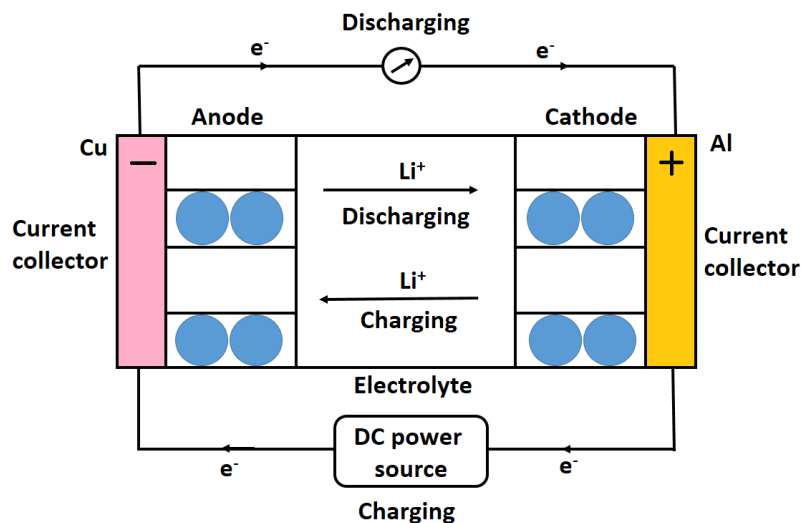 Discharging
e⁻
e⁻
Anode
Cathode
Cu
Al
−
+
Li⁺
Discharging
Current
collector
Current
collector
Li⁺
Charging
Electrolyte
DC power
source
e⁻
e⁻
Charging